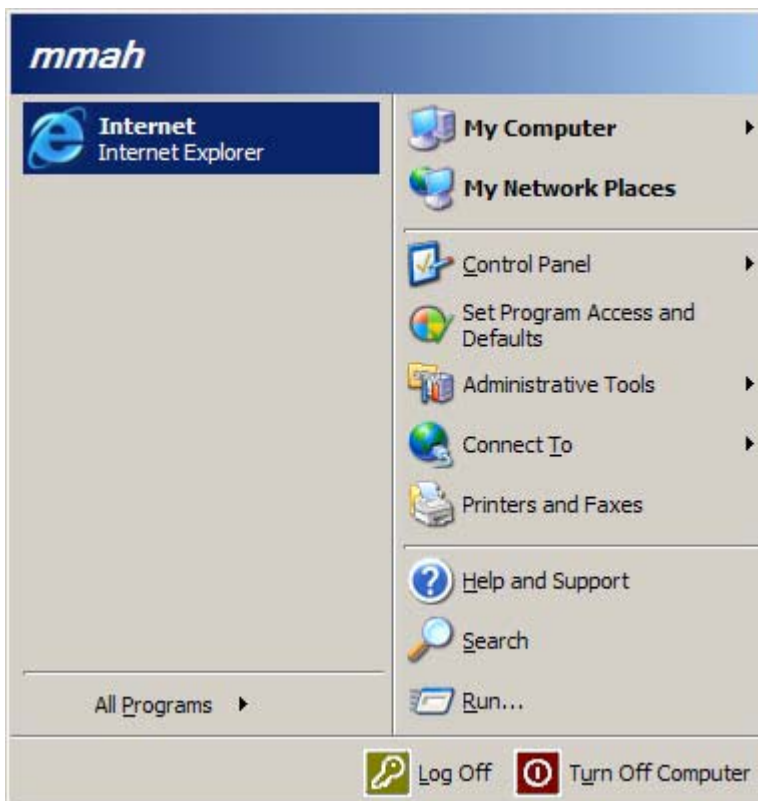 mmah
Internet
Internet Explorer
All Programs
My Computer
My Network Places
Control Panel
Set Program Access and
Defaults
Administrative Tools
Connect To
Printers and Faxes
Help and Support
Search
Run...
Log Off
Turn Off Computer